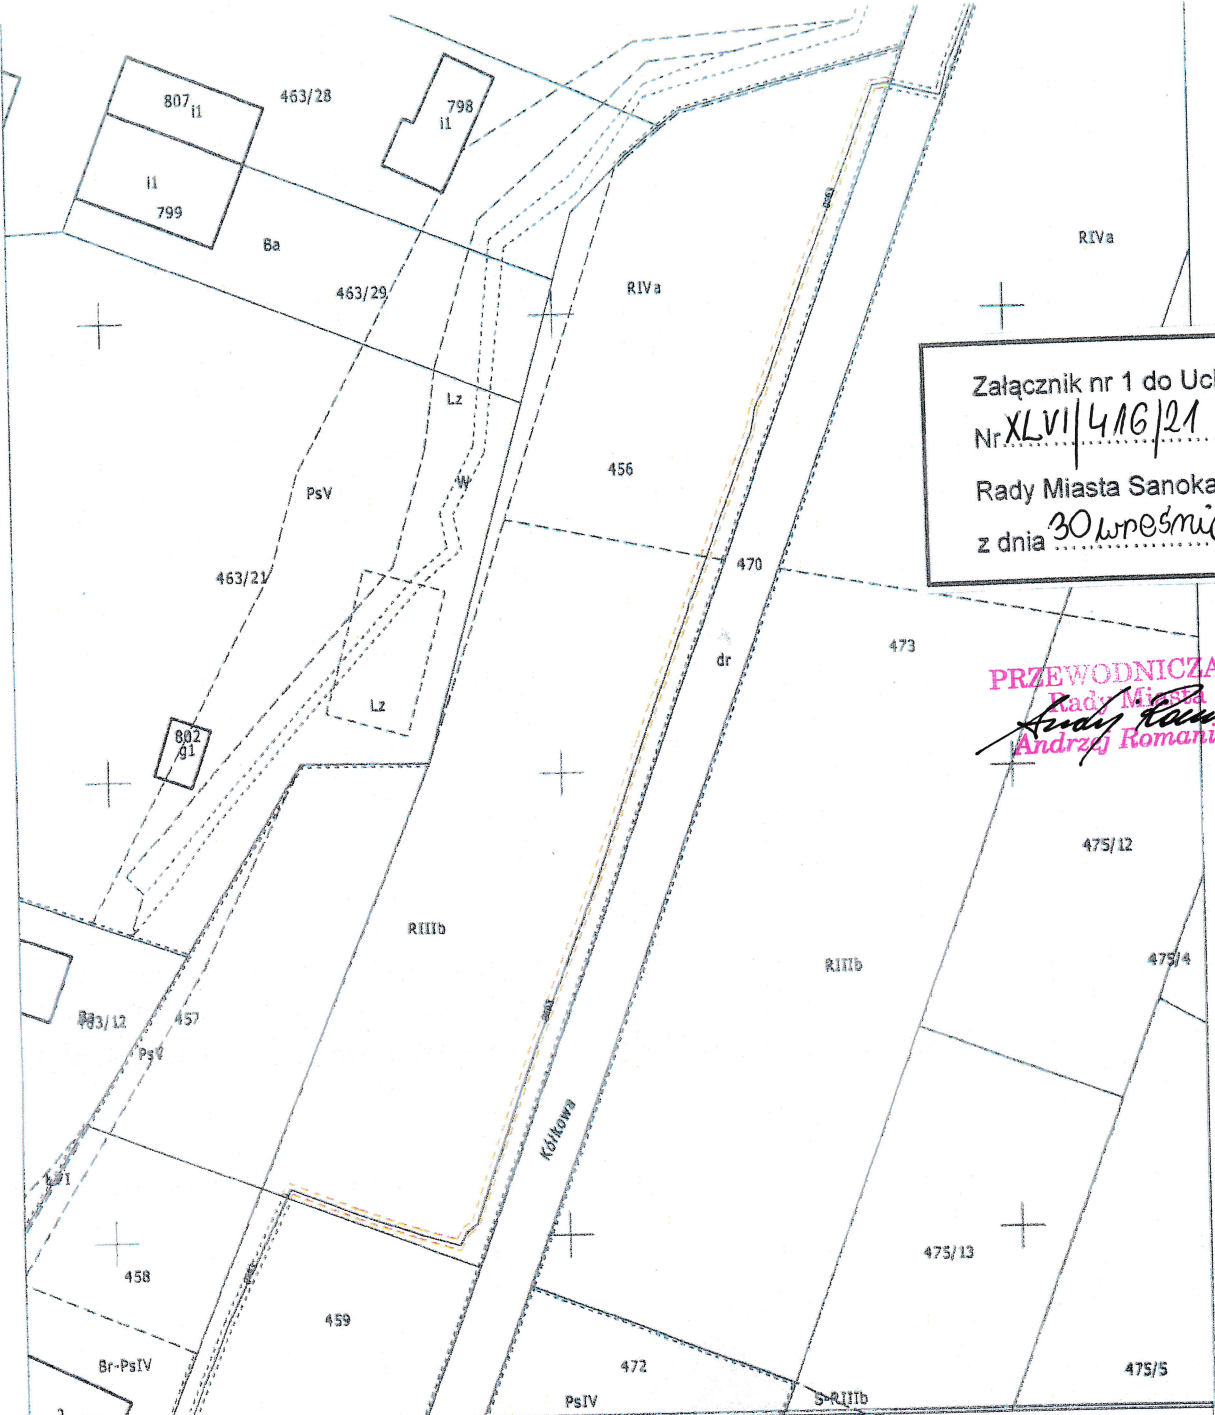 807
i1
463/28
798
i1
i1
799
Ba
463/29
RIVa
RIVa
Lz
Załącznik nr 1 do Ucł
Nr XLVI/416/21
Rady Miasta Sanoka
z dnia 30 wrześni
456
W
PsV
470
463/21
dr
473
PRZEWODNICZĄ
Rady Miasta
Andrzej Romani
Lz
802
g1
475/12
RIIIb
RIIIb
475/4
457
PsV
Kółkowa
475/13
458
459
Br-PsIV
472
475/5
PsIV
S-RIIIb